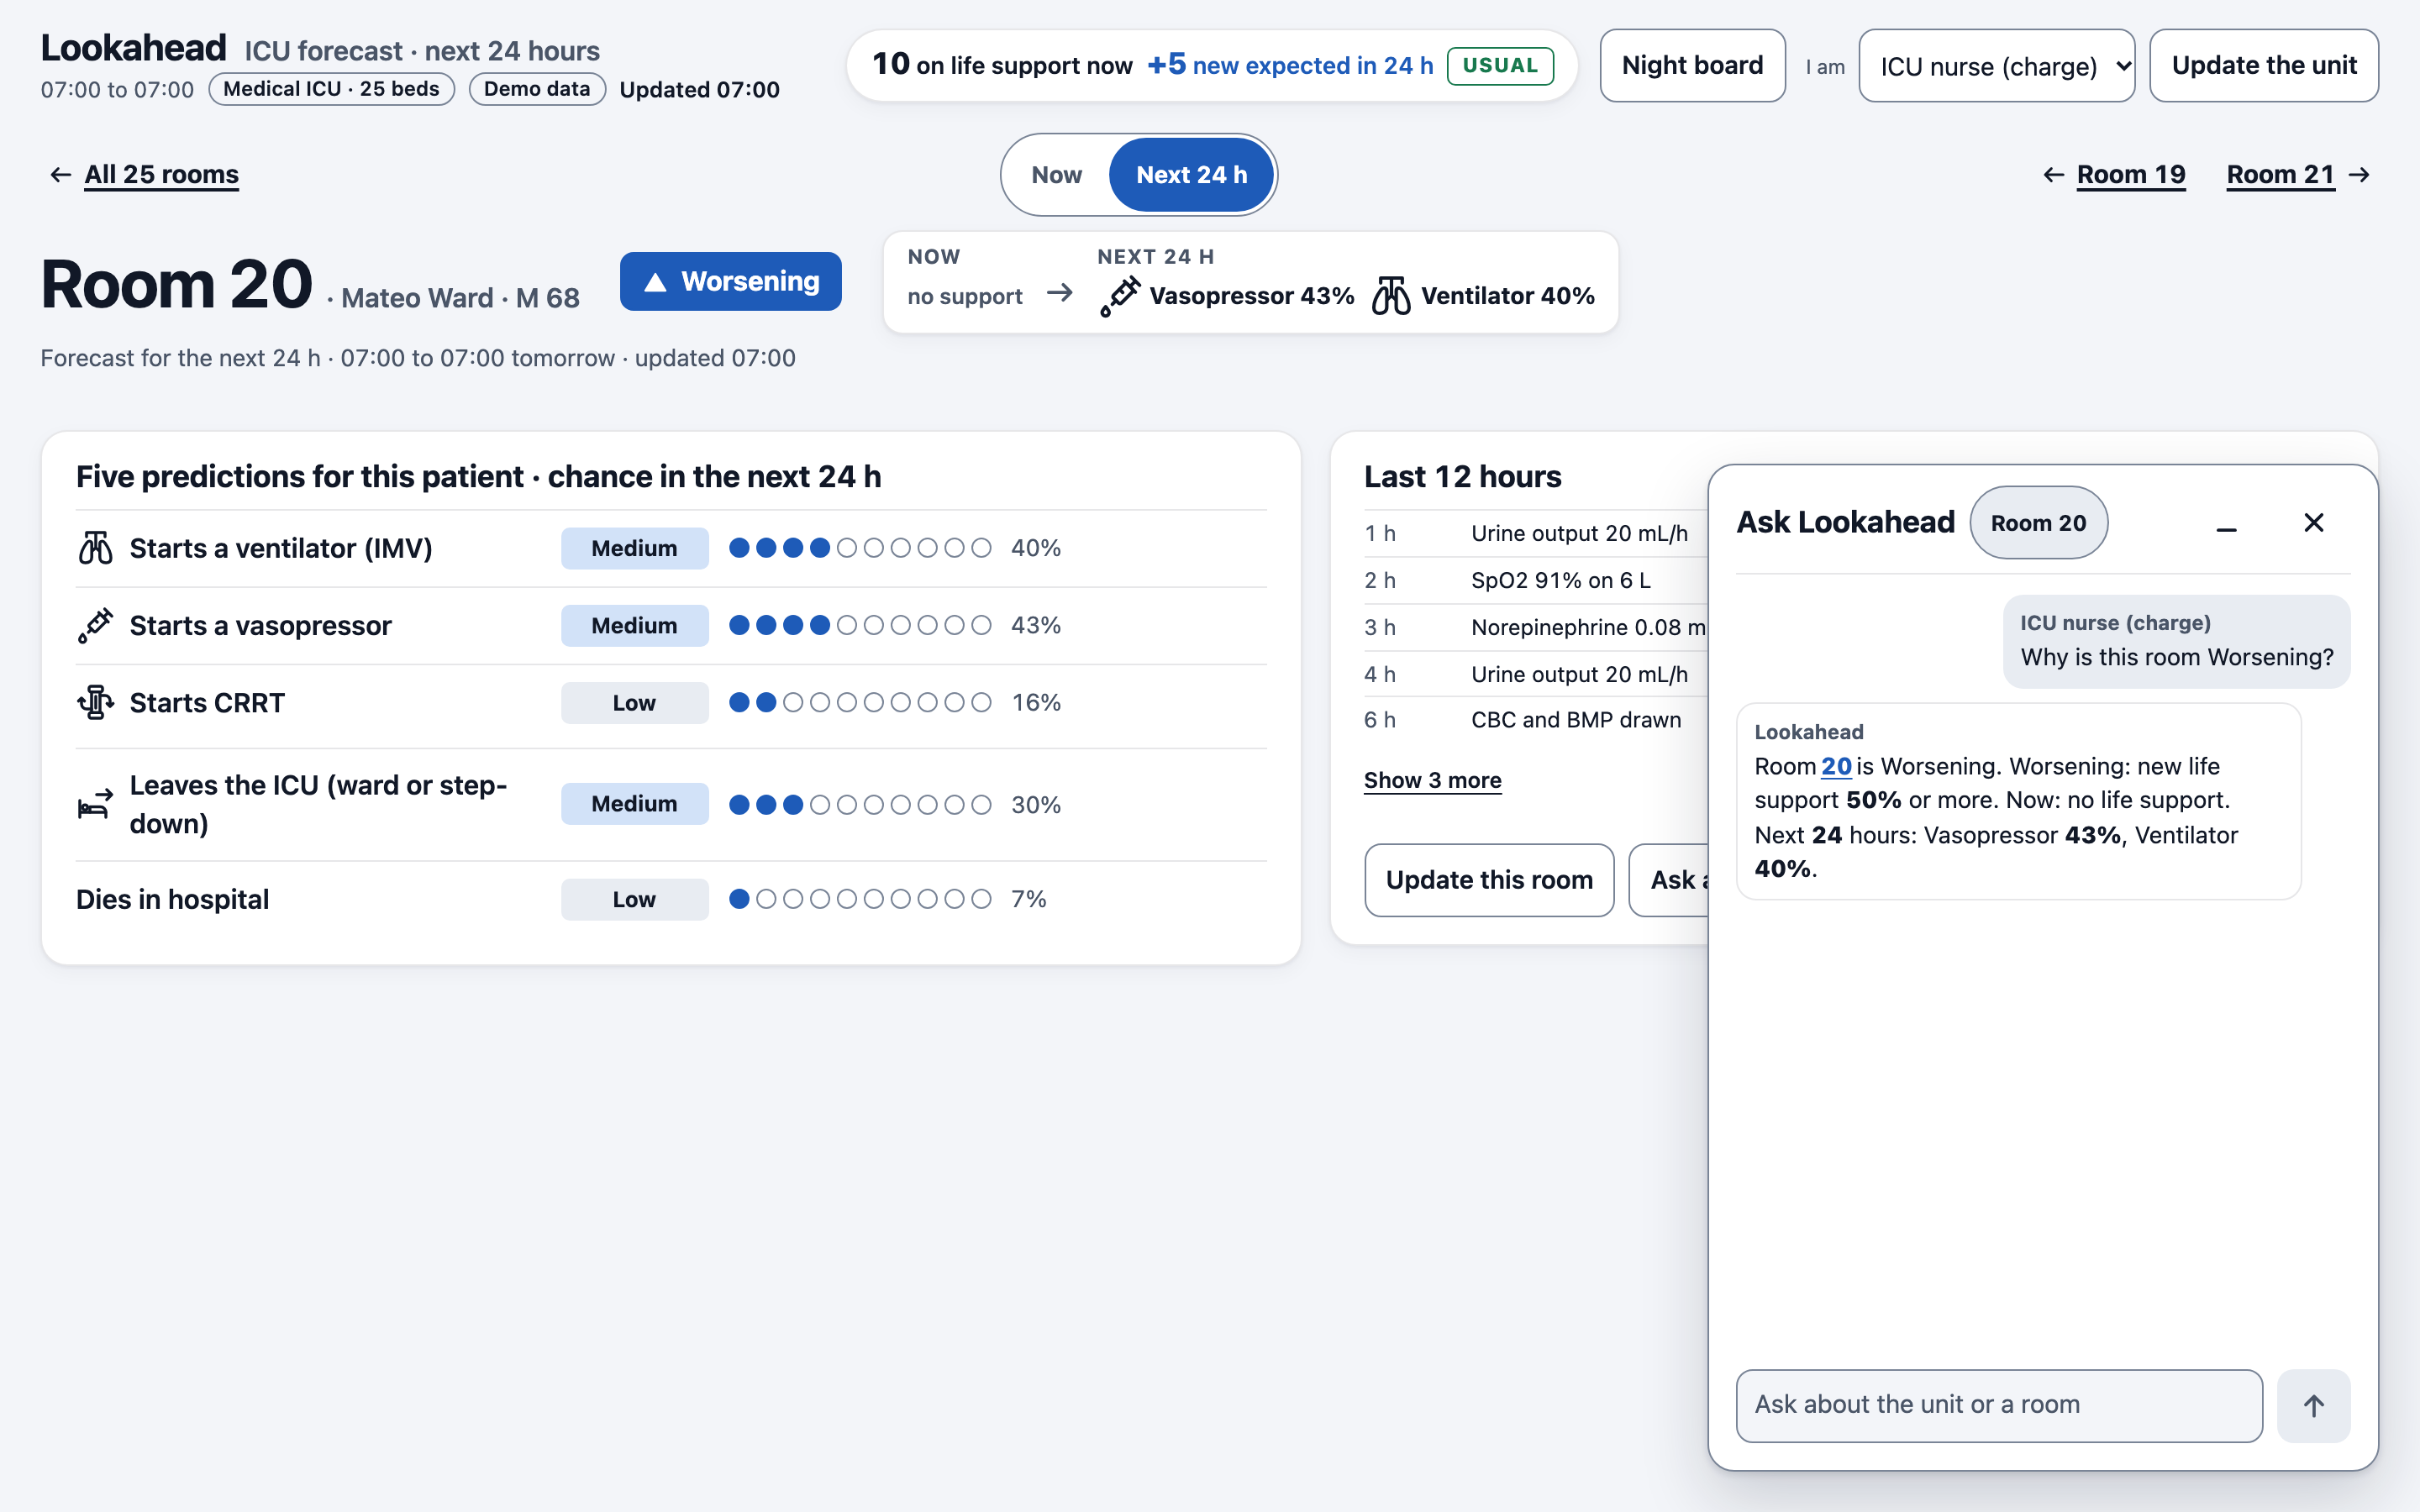 Lookahead ICU forecast · next 24 hours
07:00 to 07:00 Medical ICU · 25 beds Demo data Updated 07:00
10 on life support now +5 new expected in 24 h USUAL
Night board
I am ICU nurse (charge)
Update the unit
← All 25 rooms
Now Next 24 h
← Room 19 Room 21 →
Room 20 · Mateo Ward · M 68
▲ Worsening
NOW
no support
→
NEXT 24 H
Vasopressor 43% Ventilator 40%
Forecast for the next 24 h · 07:00 to 07:00 tomorrow · updated 07:00
Five predictions for this patient · chance in the next 24 h
Starts a ventilator (IMV) Medium 40%
Starts a vasopressor Medium 43%
Starts CRRT Low 16%
Leaves the ICU (ward or step-
down) Medium 30%
Dies in hospital Low 7%
Last 12 hours
1 h Urine output 20 mL/h
2 h SpO2 91% on 6 L
3 h Norepinephrine 0.08 m
4 h Urine output 20 mL/h
6 h CBC and BMP drawn
Show 3 more
Update this room
Ask
Ask Lookahead Room 20
ICU nurse (charge)
Why is this room Worsening?
Lookahead
Room 20 is Worsening. Worsening: new life
support 50% or more. Now: no life support.
Next 24 hours: Vasopressor 43%, Ventilator
40%.
Ask about the unit or a room